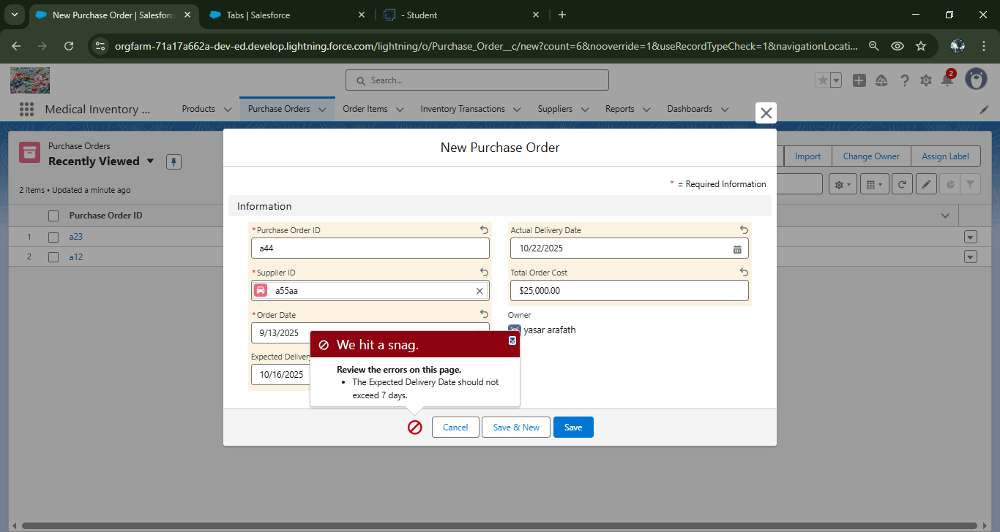 New Purchase Order | Salesforc
Tabs | Salesforce
- Student
orgfarm-71a17a662a-dev-ed.develop.lightning.force.com/lightning/o/Purchase_Order__c/new?count=6&nooverride=1&useRecordTypeCheck=1&navigationLocati...
Search...
2
Medical Inventory ...
Products
Purchase Orders
Order Items
Inventory Transactions
Suppliers
Reports
Dashboards
Purchase Orders
Recently Viewed
Import
Change Owner
Assign Label
2 items • Updated a minute ago
Purchase Order ID
1
a23
2
a12
New Purchase Order
* = Required Information
Information
*Purchase Order ID
a44
Actual Delivery Date
10/22/2025
*Supplier ID
a55aa
Total Order Cost
$25,000.00
*Order Date
9/13/2025
Owner
yasar arafath
Expected Delivery
10/16/2025
We hit a snag.
Review the errors on this page.
• The Expected Delivery Date should not
exceed 7 days.
Cancel
Save & New
Save